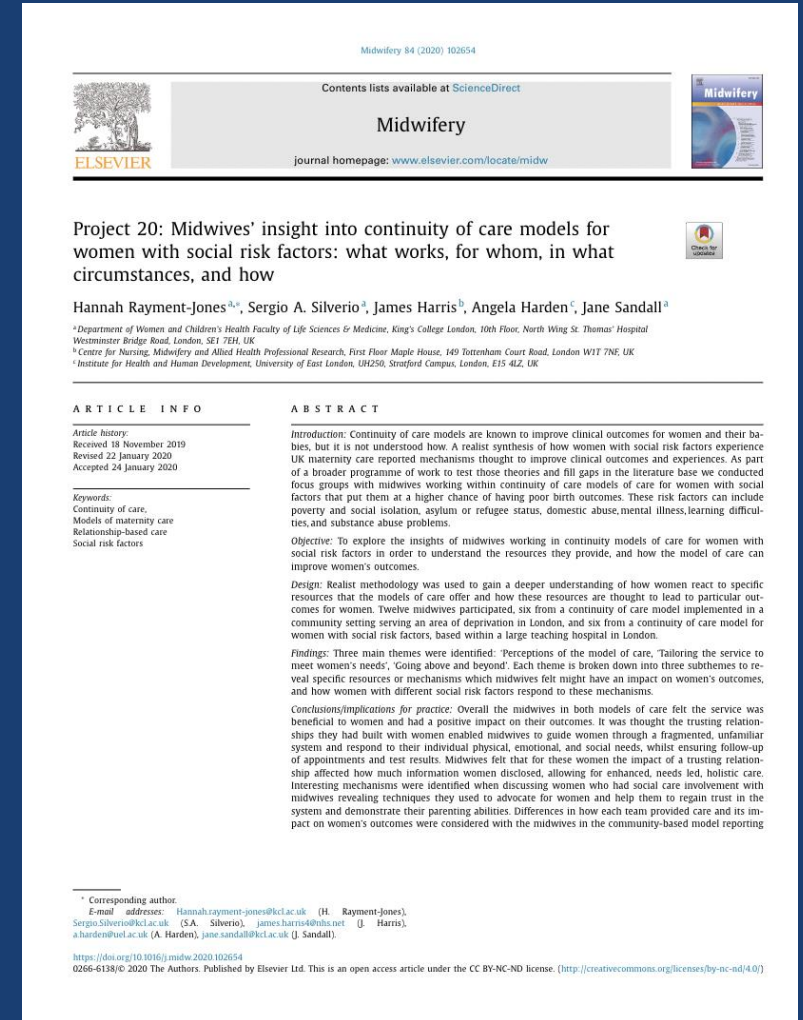 Midwifery 84 (2020) 102654
Contents lists available at ScienceDirect
Midwifery
journal homepage: www.elsevier.com/locate/midw
ELSEVIER
Midwifery
Project 20: Midwives' insight into continuity of care models for
women with social risk factors: what works, for whom, in what
circumstances, and how
Check for
updates
Hannah Rayment-Jones a,*, Sergio A. Silverio a, James Harris b, Angela Harden c, Jane Sandall a
a Department of Women and Children's Health Faculty of Life Sciences & Medicine, King's College London, 10th Floor, North Wing St. Thomas' Hospital
Westminster Bridge Road, London, SE1 7EH, UK
b Centre for Nursing, Midwifery and Allied Health Professional Research, First Floor Maple House, 149 Tottenham Court Road, London W1T 7NF, UK
c Institute for Health and Human Development, University of East London, UH250, Stratford Campus, London, E15 4LZ, UK
ARTICLE INFO
Article history:
Received 18 November 2019
Revised 22 January 2020
Accepted 24 January 2020
Keywords:
Continuity of care,
Models of maternity care
Relationship-based care
Social risk factors
ABSTRACT
Introduction: Continuity of care models are known to improve clinical outcomes for women and their ba-
bies, but it is not understood how. A realist synthesis of how women with social risk factors experience
UK maternity care reported mechanisms thought to improve clinical outcomes and experiences. As part
of a broader programme of work to test those theories and fill gaps in the literature base we conducted
focus groups with midwives working within continuity of care models of care for women with social
factors that put them at a higher chance of having poor birth outcomes. These risk factors can include
poverty and social isolation, asylum or refugee status, domestic abuse, mental illness, learning difficul-
ties, and substance abuse problems.
Objective: To explore the insights of midwives working in continuity models of care for women with
social risk factors in order to understand the resources they provide, and how the model of care can
improve women's outcomes.
Design: Realist methodology was used to gain a deeper understanding of how women react to specific
resources that the models of care offer and how these resources are thought to lead to particular out-
comes for women. Twelve midwives participated, six from a continuity of care model implemented in a
community setting serving an area of deprivation in London, and six from a continuity of care model for
women with social risk factors, based within a large teaching hospital in London.
Findings: Three main themes were identified: 'Perceptions of the model of care, 'Tailoring the service to
meet women's needs', 'Going above and beyond'. Each theme is broken down into three subthemes to re-
veal specific resources or mechanisms which midwives felt might have an impact on women's outcomes,
and how women with different social risk factors respond to these mechanisms.
Conclusions/implications for practice: Overall the midwives in both models of care felt the service was
beneficial to women and had a positive impact on their outcomes. It was thought the trusting relation-
ships they had built with women enabled midwives to guide women through a fragmented, unfamiliar
system and respond to their individual physical, emotional, and social needs, whilst ensuring follow-up
of appointments and test results. Midwives felt that for these women the impact of a trusting relation-
ship affected how much information women disclosed, allowing for enhanced, needs led, holistic care.
Interesting mechanisms were identified when discussing women who had social care involvement with
midwives revealing techniques they used to advocate for women and help them to regain trust in the
system and demonstrate their parenting abilities. Differences in how each team provided care and its im-
pact on women's outcomes were considered with the midwives in the community-based model reporting
* Corresponding author.
E-mail addresses: Hannah.rayment-jones@kcl.ac.uk (H. Rayment-Jones),
Sergio.Silverio@kcl.ac.uk (S.A. Silverio), james.harris4@nhs.net (J. Harris),
a.harden@uel.ac.uk (A. Harden), jane.sandall@kcl.ac.uk (J. Sandall).
https://doi.org/10.1016/j.midw.2020.102654
0266-6138/© 2020 The Authors. Published by Elsevier Ltd. This is an open access article under the CC BY-NC-ND license. (http://creativecommons.org/licenses/by-nc-nd/4.0/)